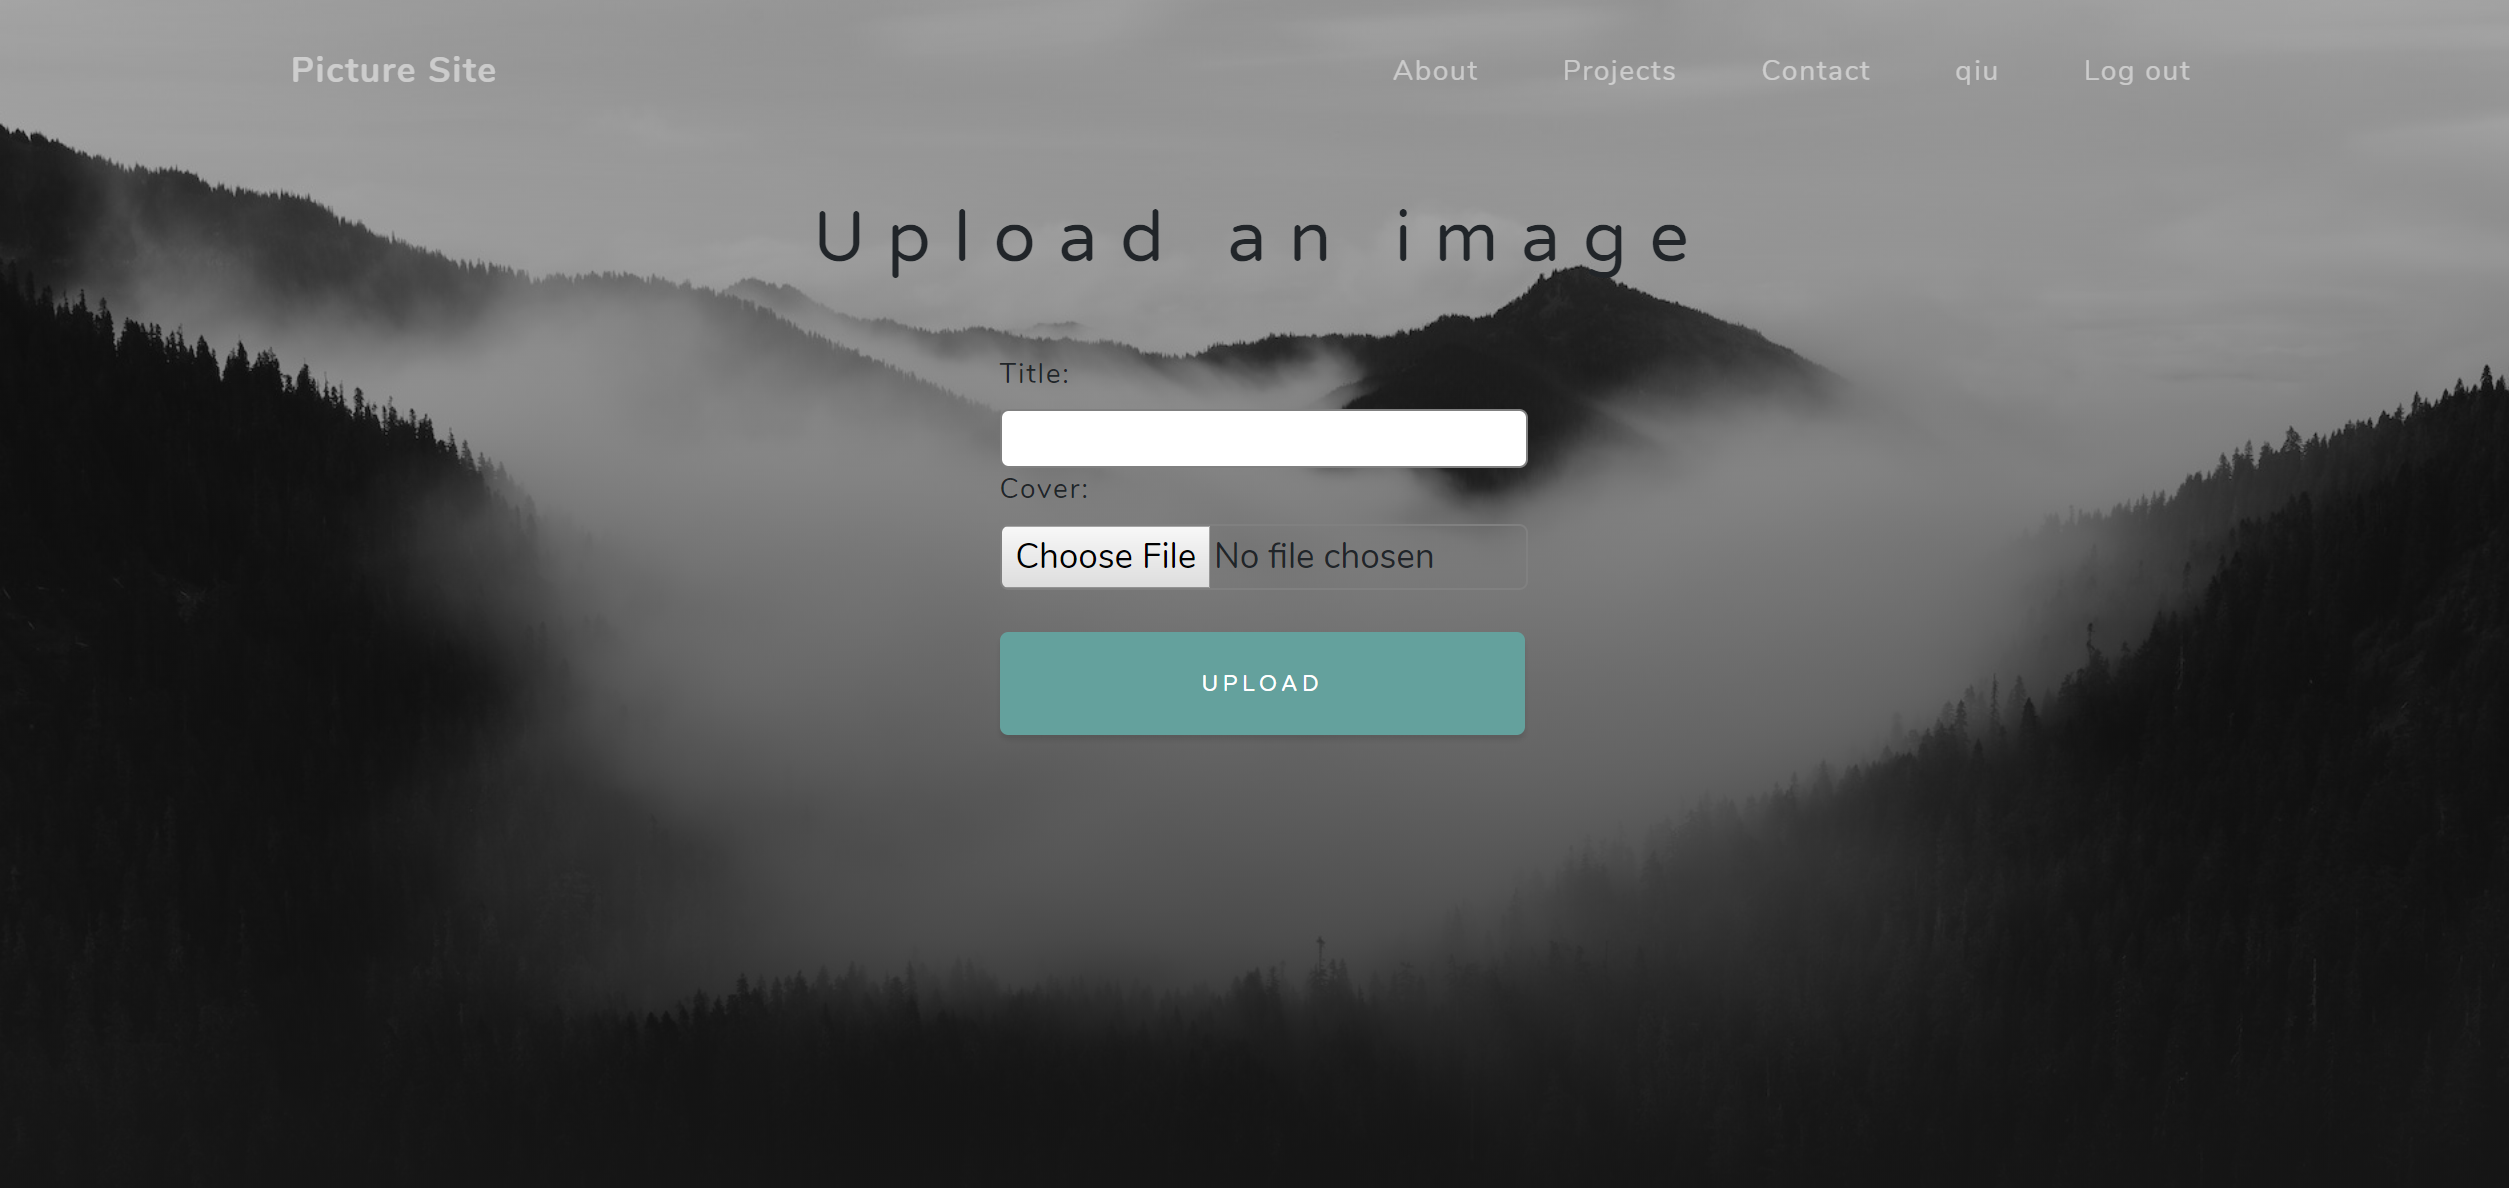 Picture Site About Projects Contact qiu Log out
Upload an image
Title:
Cover:
Choose File No file chosen
UPLOAD